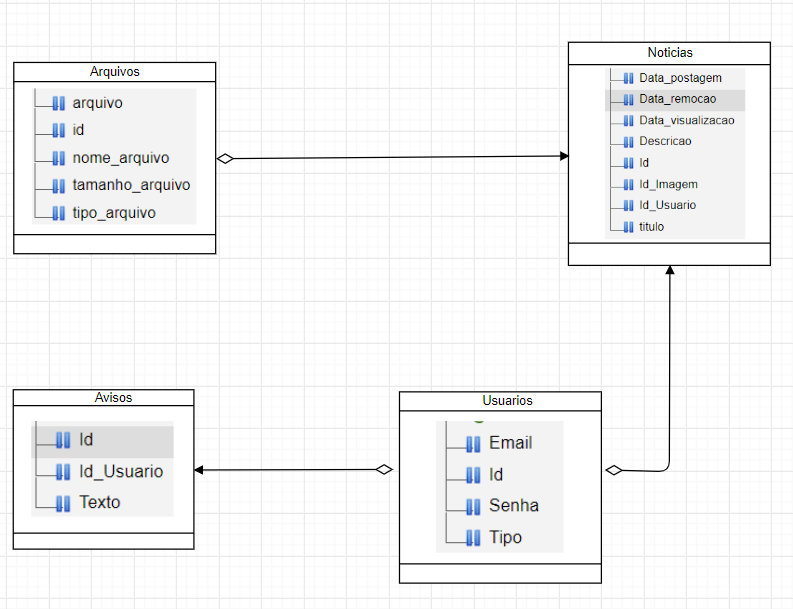 Arquivos
arquivo
id
nome_arquivo
tamanho_arquivo
tipo_arquivo
Noticias
Data_postagem
Data_remocao
Data_visualizacao
Descricao
Id
Id_Imagem
Id_Usuario
titulo
Avisos
Id
Id_Usuario
Texto
Usuarios
Email
Id
Senha
Tipo